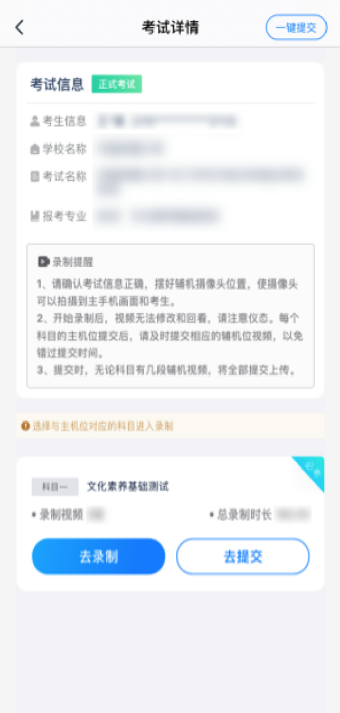 考试详情
一键提交
考试信息
正式考试
考生信息
学校名称
考试名称
报考专业
录制提醒
1、请确认考试信息正确，摆好辅机摄像头位置，使摄像头
可以拍摄到主手机画面和考生。
2、开始录制后，视频无法修改和回看，请注意仪态。每个
科目的主机位提交后，请及时提交相应的辅机位视频，以免
错过提交时间。
3、提交时，无论科目有几段辅机视频，将全部提交上传。
选择与主机位对应的科目进入录制
科目一 文化素养基础测试
录制视频
总录制时长
去录制
去提交